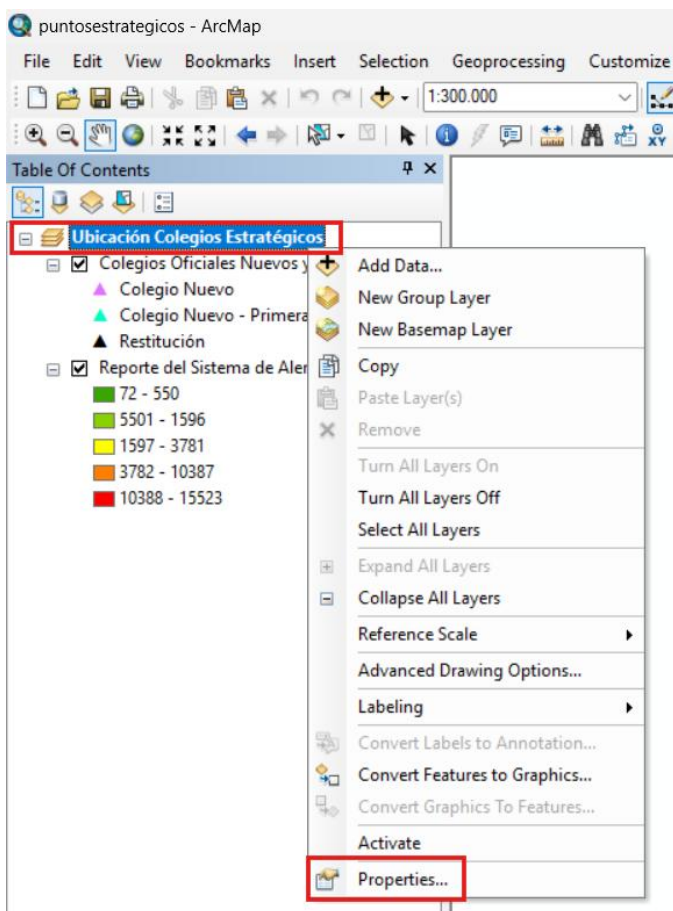 puntosestrategicos - ArcMap
File Edit View Bookmarks Insert Selection Geoprocessing Customize
1:300.000
XY
Table Of Contents
Ubicación Colegios Estratégicos
Colegios Oficiales Nuevos y
Colegio Nuevo
Colegio Nuevo - Primera
Restitución
Reporte del Sistema de Aler
72 - 550
5501 - 1596
1597 - 3781
3782 - 10387
10388 - 15523
Add Data...
New Group Layer
New Basemap Layer
Copy
Paste Layer(s)
Remove
Turn All Layers On
Turn All Layers Off
Select All Layers
Expand All Layers
Collapse All Layers
Reference Scale
Advanced Drawing Options...
Labeling
Convert Labels to Annotation...
Convert Features to Graphics...
Convert Graphics To Features...
Activate
Properties...